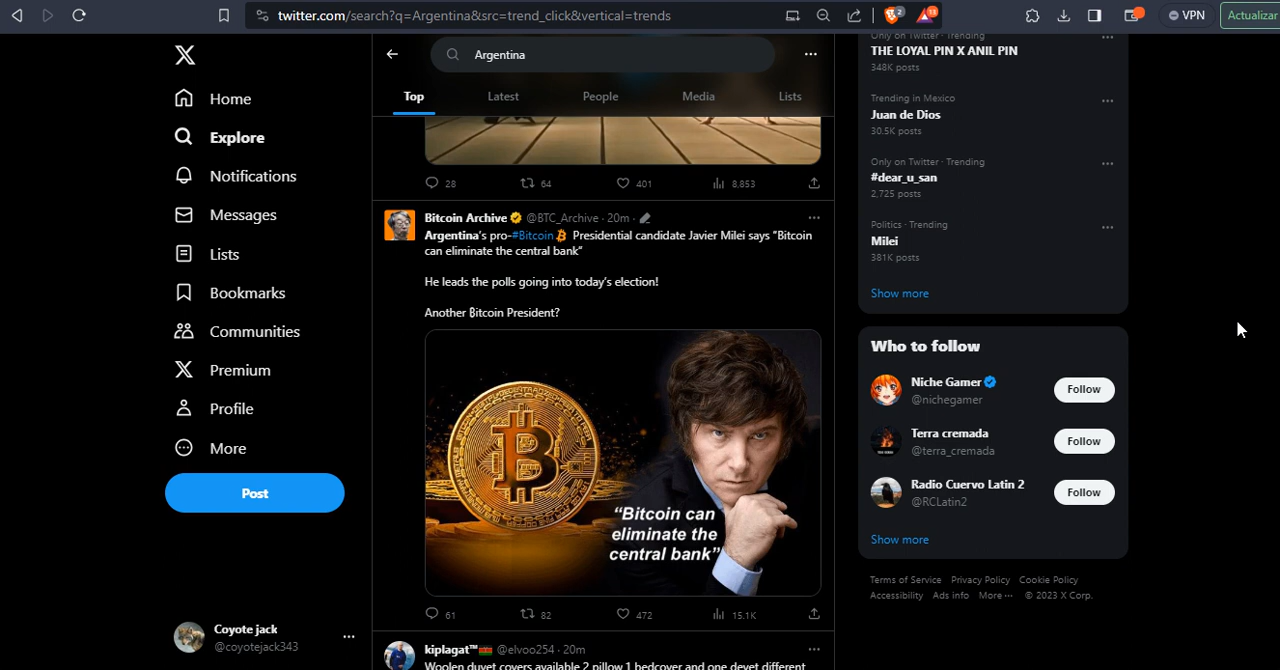 twitter.com/search?q=Argentina&src=trend_click&vertical=trends
2
13
VPN
Actualizar
Home
Explore
Notifications
Messages
Lists
Bookmarks
Communities
Premium
Profile
More
Post
Coyote jack
@coyotejack343
Argentina
Top Latest People Media Lists
28 64 401 8,853
Bitcoin Archive @BTC_Archive · 20m ·
Argentina's pro-#Bitcoin Presidential candidate Javier Milei says "Bitcoin
can eliminate the central bank"
He leads the polls going into today's election!
Another ₿itcoin President?
"Bitcoin can
eliminate the
central bank"
61 82 472 15.1K
kiplagat™ @elvoo254 · 20m
Woolen duvet covers available 2 pillow 1 bedcover and one devet different
Only on Twitter · Trending
THE LOYAL PIN X ANIL PIN
348K posts
Trending in Mexico
Juan de Dios
30.5K posts
Only on Twitter · Trending
#dear_u_san
2,725 posts
Politics · Trending
Milei
381K posts
Show more
Who to follow
Niche Gamer
@nichegamer
Follow
Terra cremada
@terra_cremada
Follow
Radio Cuervo Latin 2
@RCLatin2
Follow
Show more
Terms of Service Privacy Policy Cookie Policy
Accessibility Ads info More ··· © 2023 X Corp.